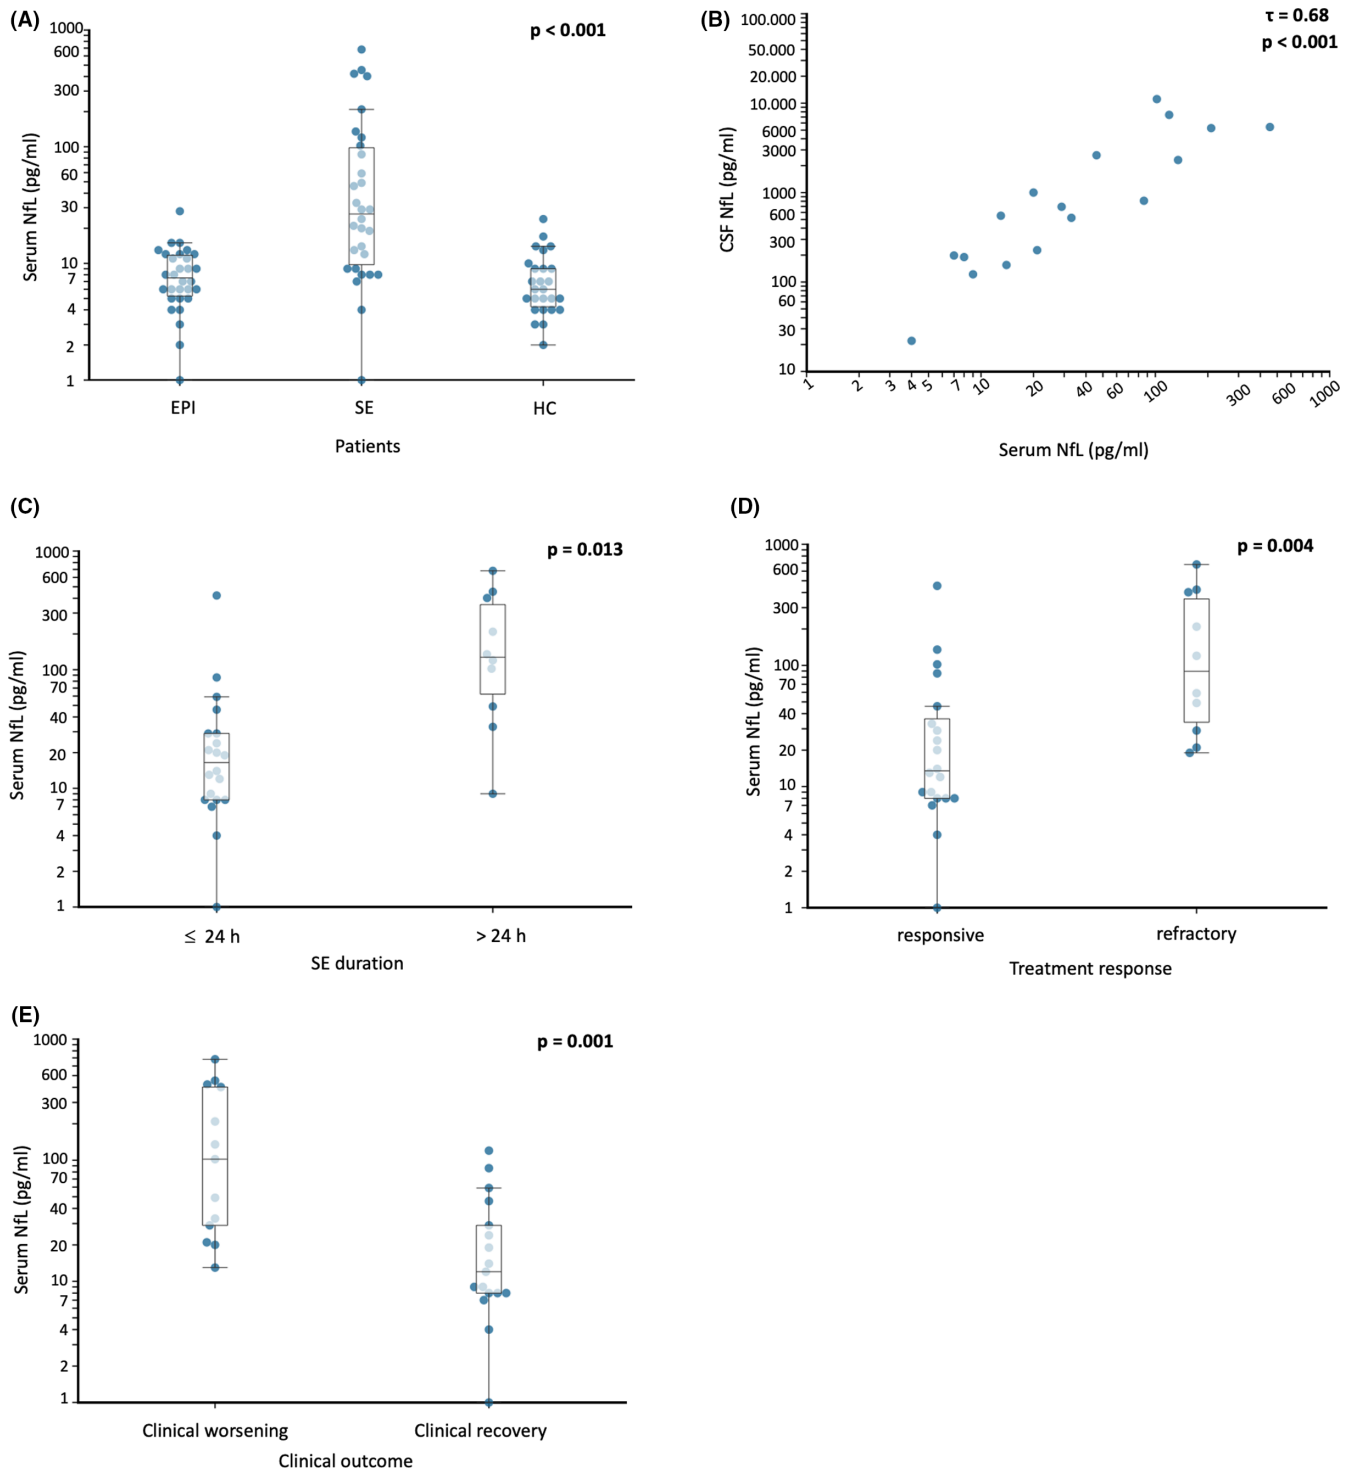 (A)
p < 0.001
1000
600
300
100
60
30
10
7
4
2
1
Serum NfL (pg/ml)
EPI
SE
HC
Patients
(B)
τ = 0.68
p < 0.001
100.000
50.000
20.000
10.000
6000
3000
1000
600
300
100
60
30
10
CSF NfL (pg/ml)
1 2 3 4 5 7 10 20 40 60 100 300 600 1000
Serum NfL (pg/ml)
(C)
p = 0.013
1000
600
300
100
70
40
20
10
7
4
2
1
Serum NfL (pg/ml)
≤ 24 h
> 24 h
SE duration
(D)
p = 0.004
1000
600
300
100
70
40
20
10
7
4
2
1
Serum NfL (pg/ml)
responsive
refractory
Treatment response
(E)
p = 0.001
1000
600
300
100
70
40
20
10
7
4
2
1
Serum NfL (pg/ml)
Clinical worsening
Clinical recovery
Clinical outcome